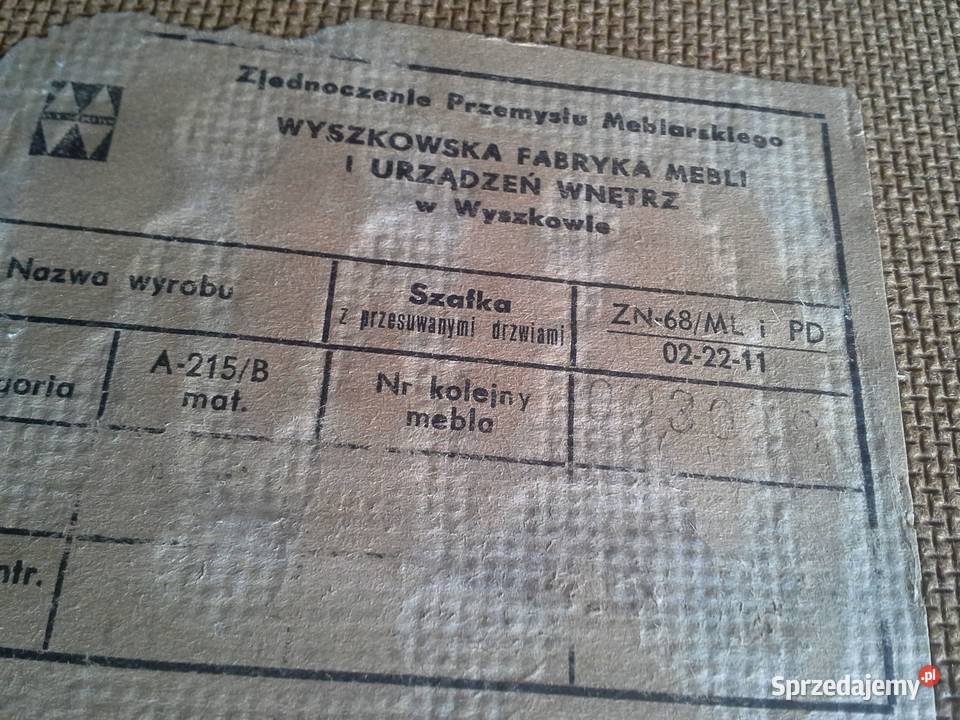 Zjednoczenie Przemysłu Meblarskiego
WYSZKOWSKA FABRYKA MEBLI
I URZĄDZEŃ WNĘTRZ
w Wyszkowie
Nazwa wyrobu
Szafka
z przesuwanymi drzwiami
ZN-68/ML i PD
02-22-11
goria
A-215/B
mat.
Nr kolejny
mebla
ntr.
Sprzedajemy.pl